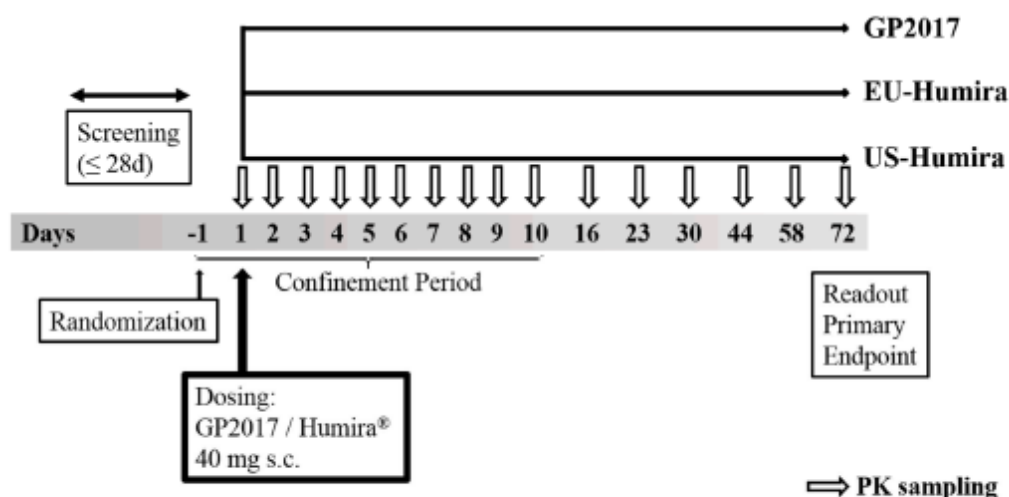 GP2017
EU-Humira
Screening
(≤ 28d)
US-Humira
Days -1 1 2 3 4 5 6 7 8 9 10 16 23 30 44 58 72
Confinement Period
Randomization
Readout
Primary
Endpoint
Dosing:
GP2017 / Humira®
40 mg s.c.
PK sampling